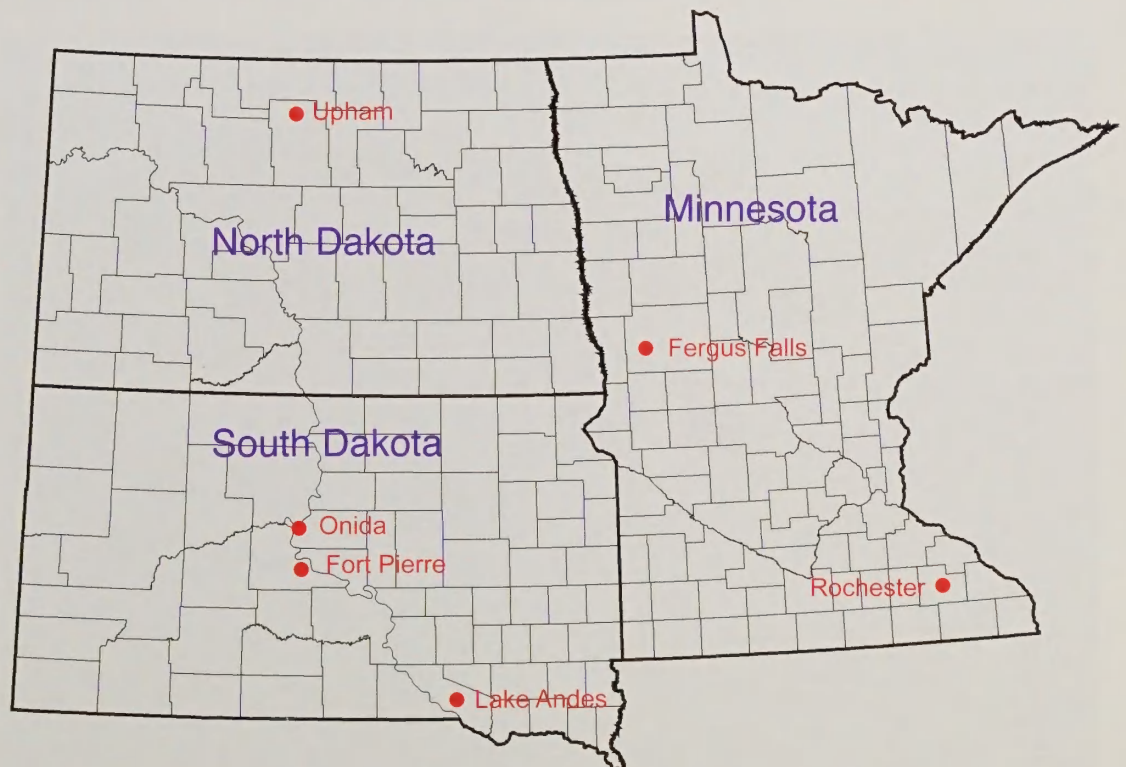 Upham
North Dakota
Minnesota
Fergus Falls
South Dakota
Onida
Fort Pierre
Rochester
Lake Andes